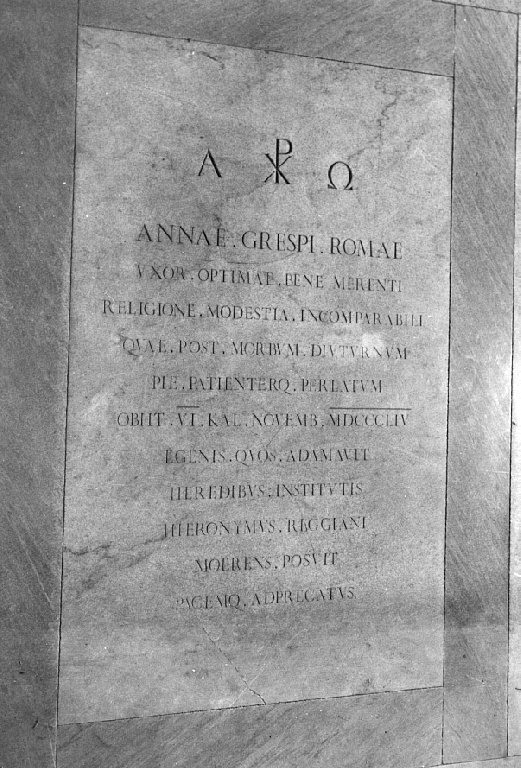 Α ☧ Ω
ANNAE . GRESPI . ROMAE
VXOR . OPTIMAE . BENE MERENTI
RELIGIONE . MODESTIA . INCOMPARABILI
QVAE . POST . MORBVM . DIVTVRNVM
PIE . PATIENTERQ . PERLATVM
OBIIT . VI . KAL . NOVEMB . MDCCCLIV
EGENIS . QVOS . ADAMAVIT
HEREDIBVS . INSTITVTIS
HIERONYMVS . REGGIANI
MOERENS . POSVIT
PACEMQ . ADPRECATVS